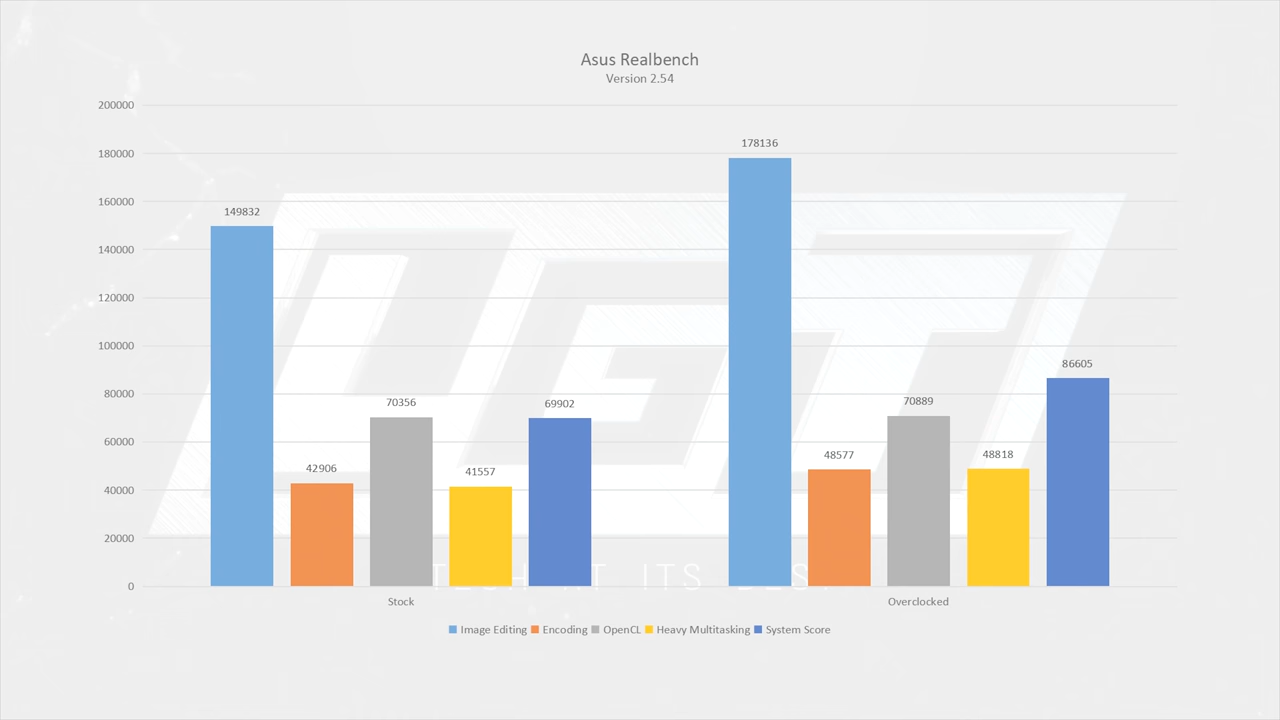 Asus Realbench
Version 2.54
200000
180000
160000
140000
120000
100000
80000
60000
40000
20000
0
149832
42906
70356
41557
69902
178136
48577
70889
48818
86605
Stock
Overclocked
Image Editing
Encoding
OpenCL
Heavy Multitasking
System Score
ITS